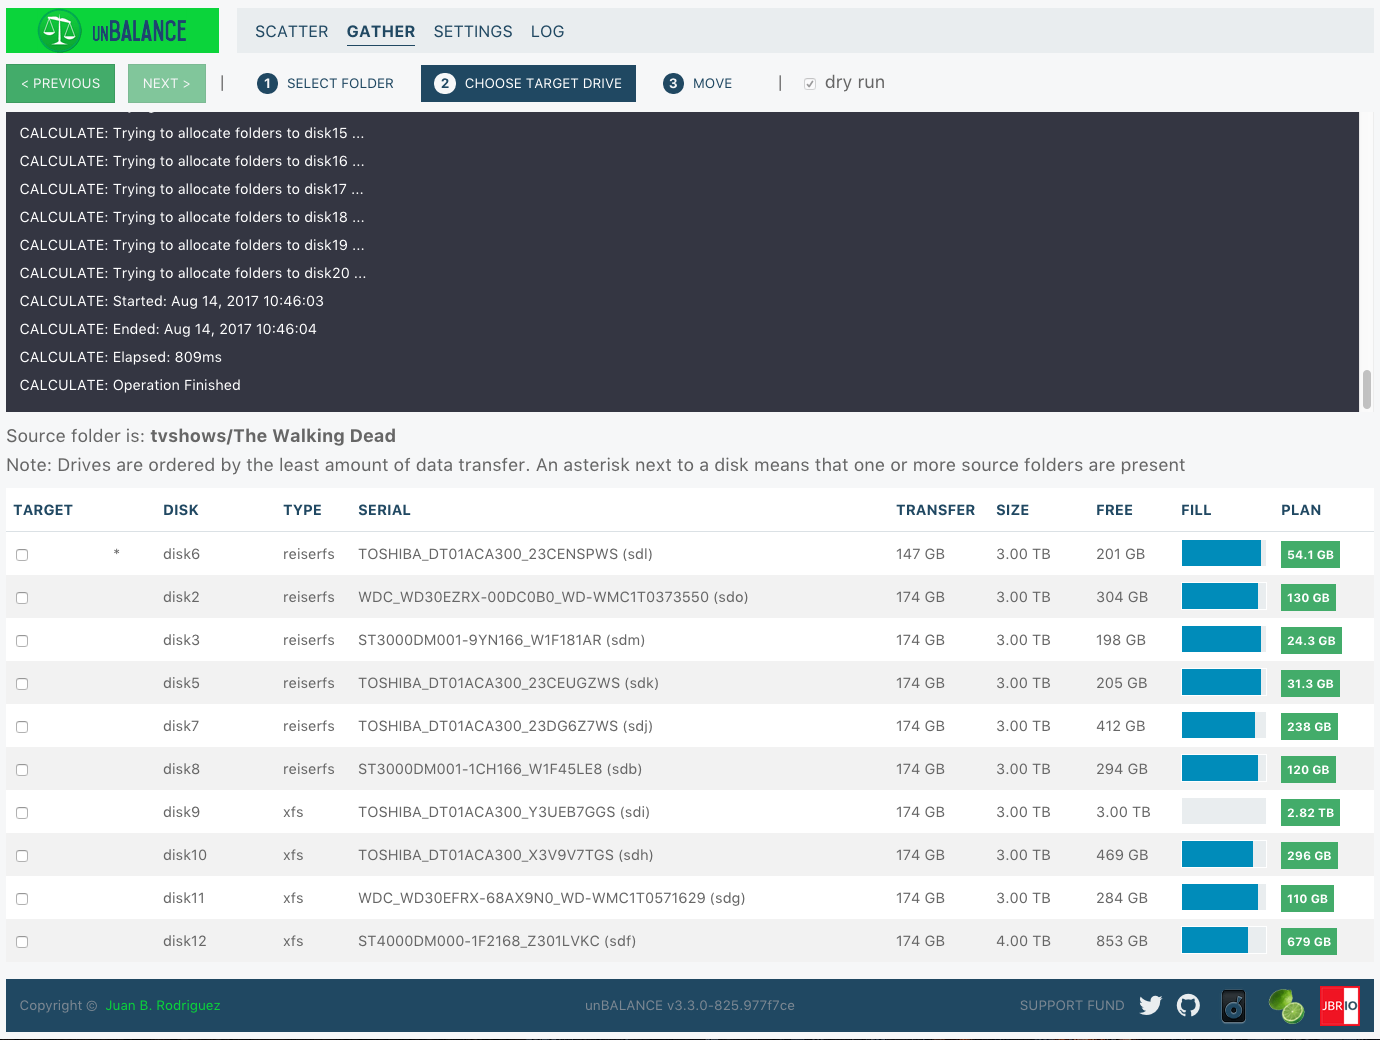 unBALANCE SCATTER GATHER SETTINGS LOG
< PREVIOUS NEXT > | 1 SELECT FOLDER 2 CHOOSE TARGET DRIVE 3 MOVE | dry run
CALCULATE: Trying to allocate folders to disk15 ...
CALCULATE: Trying to allocate folders to disk16 ...
CALCULATE: Trying to allocate folders to disk17 ...
CALCULATE: Trying to allocate folders to disk18 ...
CALCULATE: Trying to allocate folders to disk19 ...
CALCULATE: Trying to allocate folders to disk20 ...
CALCULATE: Started: Aug 14, 2017 10:46:03
CALCULATE: Ended: Aug 14, 2017 10:46:04
CALCULATE: Elapsed: 809ms
CALCULATE: Operation Finished
Source folder is: tvshows/The Walking Dead
Note: Drives are ordered by the least amount of data transfer. An asterisk next to a disk means that one or more source folders are present
TARGET DISK TYPE SERIAL TRANSFER SIZE FREE FILL PLAN
* disk6 reiserfs TOSHIBA_DT01ACA300_23CENSPWS (sdl) 147 GB 3.00 TB 201 GB 54.1 GB
disk2 reiserfs WDC_WD30EZRX-00DC0B0_WD-WMC1T0373550 (sdo) 174 GB 3.00 TB 304 GB 130 GB
disk3 reiserfs ST3000DM001-9YN166_W1F181AR (sdm) 174 GB 3.00 TB 198 GB 24.3 GB
disk5 reiserfs TOSHIBA_DT01ACA300_23CEUGZWS (sdk) 174 GB 3.00 TB 205 GB 31.3 GB
disk7 reiserfs TOSHIBA_DT01ACA300_23DG6Z7WS (sdj) 174 GB 3.00 TB 412 GB 238 GB
disk8 reiserfs ST3000DM001-1CH166_W1F45LE8 (sdb) 174 GB 3.00 TB 294 GB 120 GB
disk9 xfs TOSHIBA_DT01ACA300_Y3UEB7GGS (sdi) 174 GB 3.00 TB 3.00 TB 2.82 TB
disk10 xfs TOSHIBA_DT01ACA300_X3V9V7TGS (sdh) 174 GB 3.00 TB 469 GB 296 GB
disk11 xfs WDC_WD30EFRX-68AX9N0_WD-WMC1T0571629 (sdg) 174 GB 3.00 TB 284 GB 110 GB
disk12 xfs ST4000DM000-1F2168_Z301LVKC (sdf) 174 GB 4.00 TB 853 GB 679 GB
Copyright © Juan B. Rodriguez unBALANCE v3.3.0-825.977f7ce SUPPORT FUND JBRIO